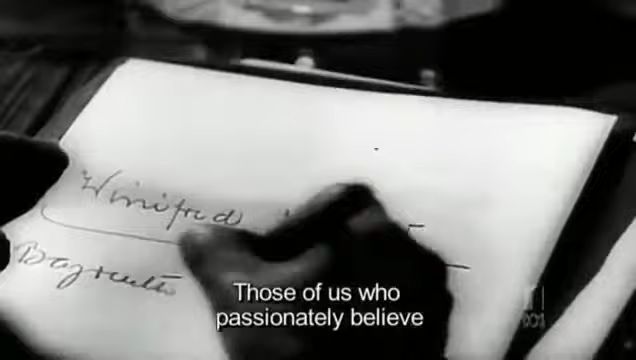 Winifred
Bayreuth
Those of us who
passionately believe